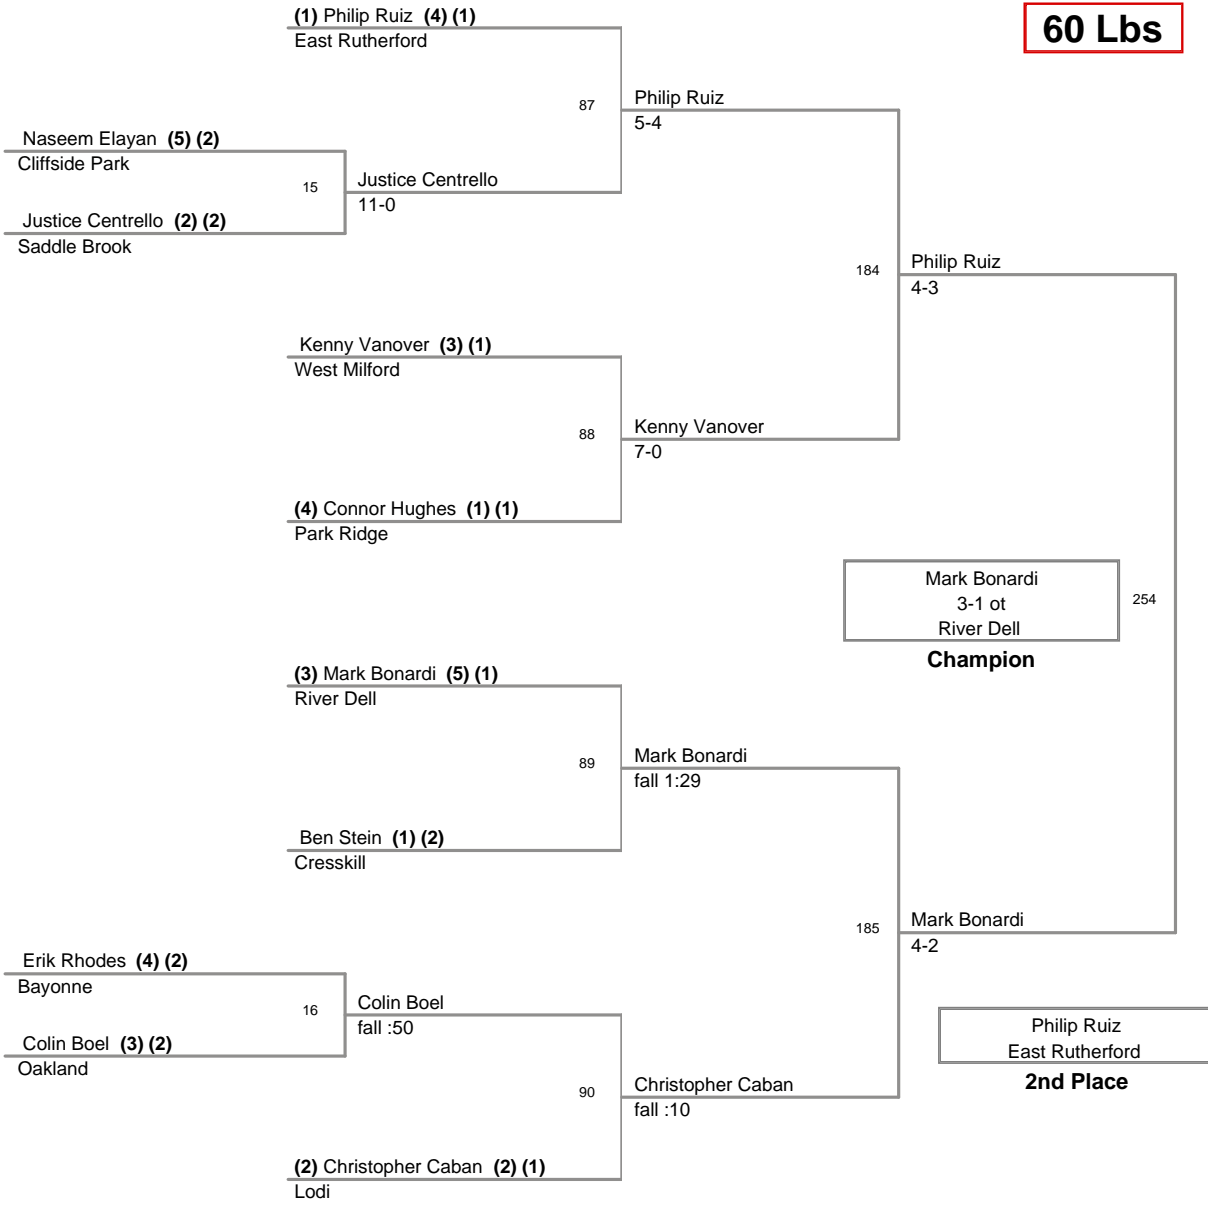 (1) Philip Ruiz (4) (1)
East Rutherford
60 Lbs
87
Philip Ruiz
5-4
Naseem Elayan (5) (2)
Cliffside Park
15
Justice Centrello
11-0
Justice Centrello (2) (2)
Saddle Brook
184
Philip Ruiz
4-3
Kenny Vanover (3) (1)
West Milford
88
Kenny Vanover
7-0
(4) Connor Hughes (1) (1)
Park Ridge
Mark Bonardi
3-1 ot
River Dell
254
Champion
(3) Mark Bonardi (5) (1)
River Dell
89
Mark Bonardi
fall 1:29
Ben Stein (1) (2)
Cresskill
185
Mark Bonardi
4-2
Erik Rhodes (4) (2)
Bayonne
16
Colin Boel
fall :50
Colin Boel (3) (2)
Oakland
Philip Ruiz
East Rutherford
2nd Place
90
Christopher Caban
fall :10
(2) Christopher Caban (2) (1)
Lodi